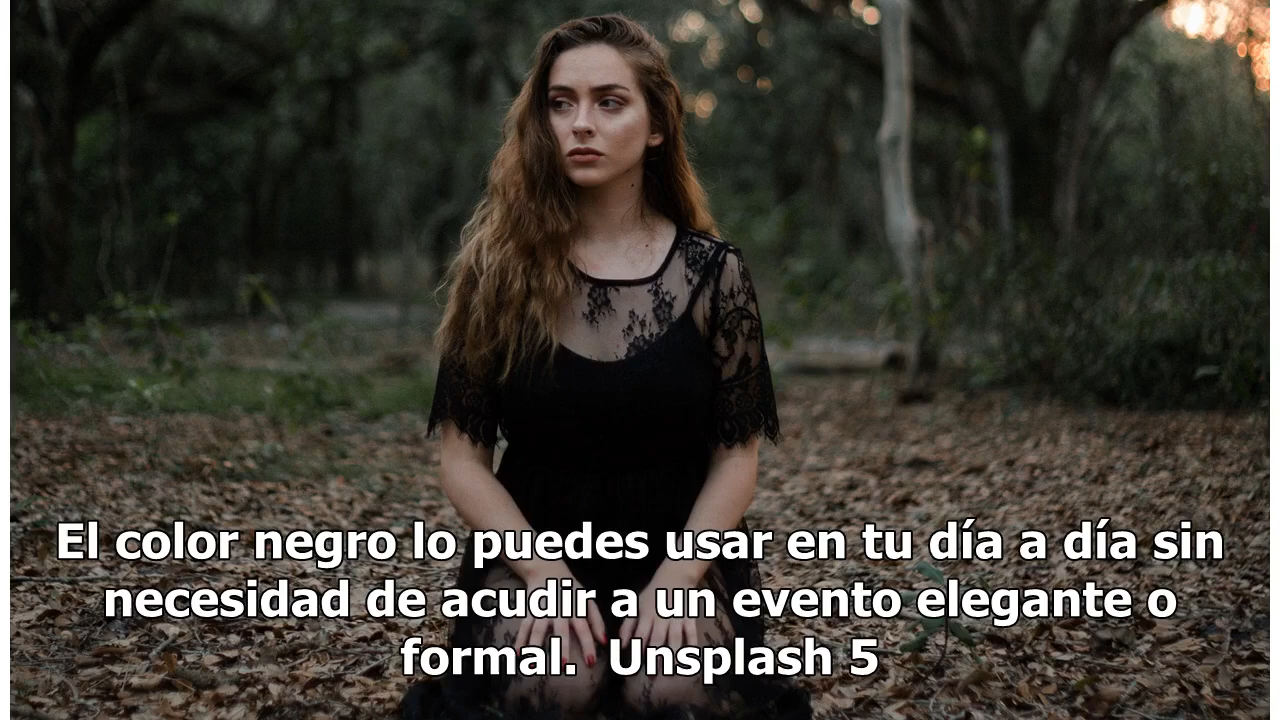 El color negro lo puedes usar en tu día a día sin
necesidad de acudir a un evento elegante o
formal.  Unsplash 5